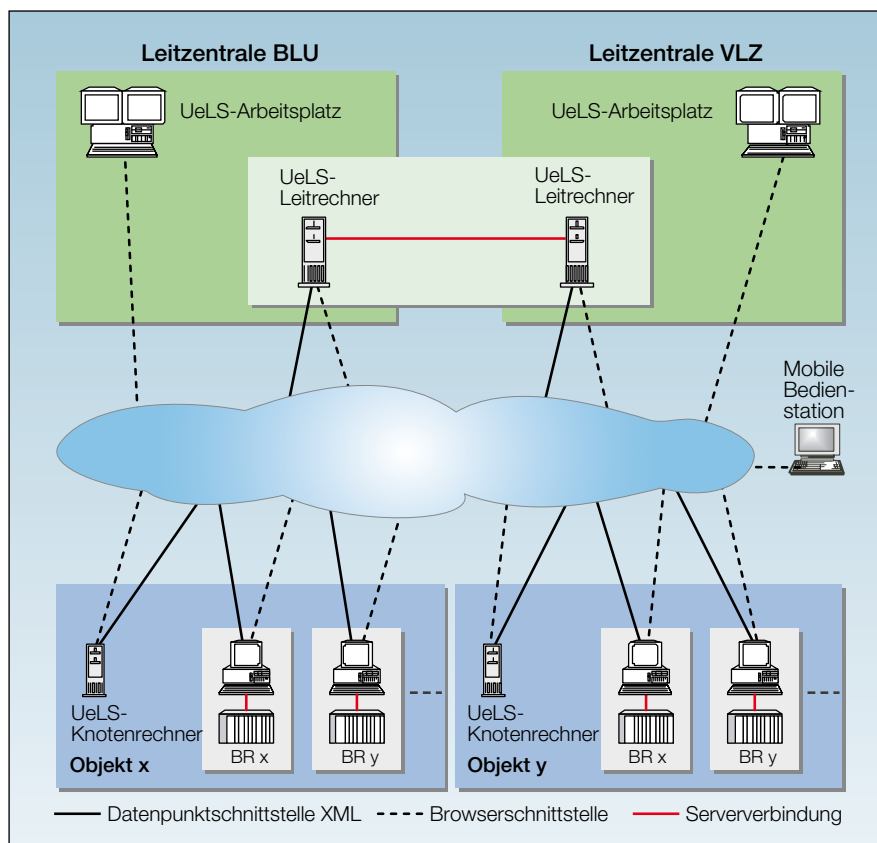 Leitzentrale BLU
Leitzentrale VLZ
UeLS-Arbeitsplatz
UeLS-Arbeitsplatz
UeLS-
Leitrechner
UeLS-
Leitrechner
Mobile
Bedien-
station
UeLS-
Knotenrechner
Objekt x
BR x
BR y
UeLS-
Knotenrechner
Objekt y
BR x
BR y
Datenpunktschnittstelle XML
Browserschnittstelle
Serververbindung